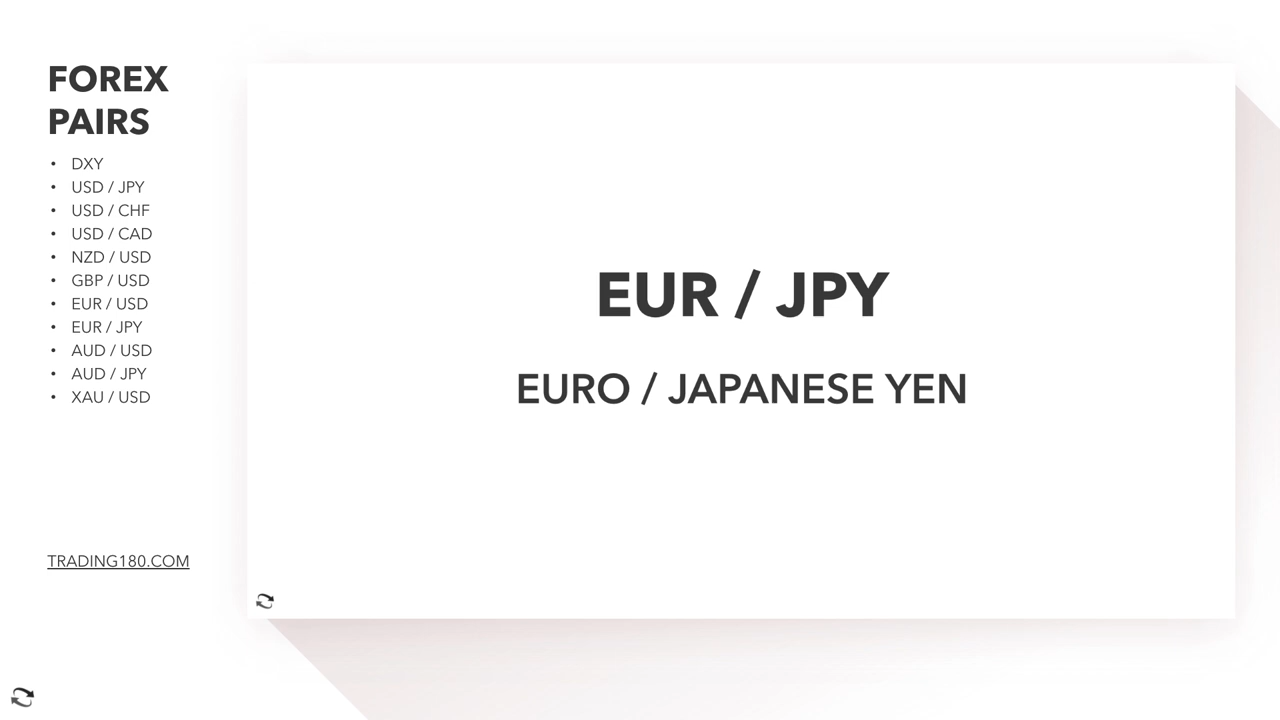 FOREX
PAIRS
• DXY
• USD / JPY
• USD / CHF
• USD / CAD
• NZD / USD
• GBP / USD
• EUR / USD
• EUR / JPY
• AUD / USD
• AUD / JPY
• XAU / USD
TRADING180.COM
EUR / JPY
EURO / JAPANESE YEN